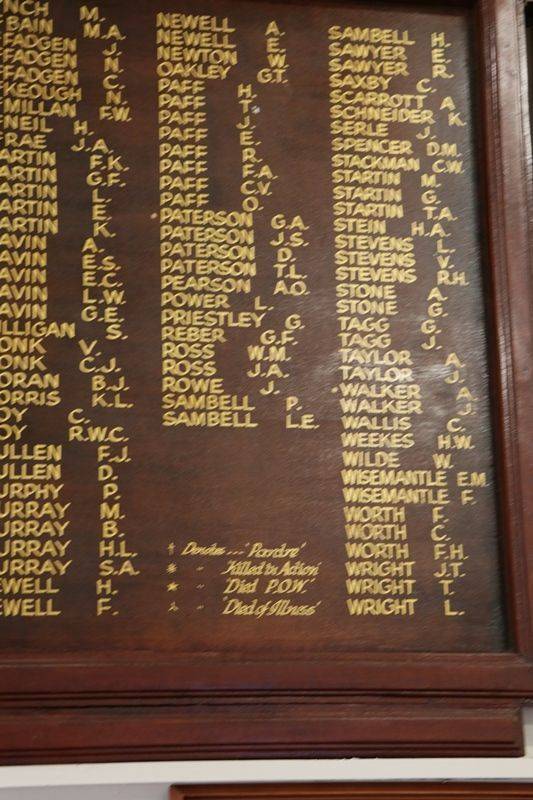 NCH M.
BAIN M.A.
FADGEN J.
FADGEN N.
FADGEN C.
KEOUGH N.
MILLAN F.W.
NEIL H.
RAE J.A.
ARTIN F.K.
ARTIN G.F.
ARTIN L.
ARTIN E.
ARTIN K.
AVIN A.
AVIN E.S.
AVIN E.C.
AVIN L.W.
AVIN G.E.
ILLIGAN S.
ONK V.
ONK C.J.
ORAN B.J.
ORRIS K.L.
OY C.
OY R.W.C.
ULLEN F.J.
ULLEN D.
URPHY P.
URRAY M.
URRAY B.
URRAY H.L.
URRAY S.A.
EWELL H.
EWELL F.
NEWELL A.
NEWELL E.
NEWTON W.
OAKLEY G.T.
PAFF H.
PAFF T.
PAFF J.
PAFF E.
PAFF R.
PAFF F.A.
PAFF C.V.
PAFF O.
PATERSON G.A.
PATERSON J.S.
PATERSON D.
PATERSON T.L.
PEARSON A.O.
POWER L.
PRIESTLEY G.
REBER G.F.
ROSS W.M.
ROSS J.A.
ROWE J.
SAMBELL P.
SAMBELL L.E.
† Denotes... 'Padre'
* " 'Killed in Action'
★ " 'Died P.O.W.'
" 'Died of Illness'
SAMBELL H.
SAWYER E.
SAWYER R.
SAXBY C.
SCARROTT A.
SCHNEIDER K.
SERLE J.
SPENCER D.M.
STACKMAN C.W.
STARTIN M.
STARTIN G.
STARTIN T.A.
STEIN H.A.
STEVENS L.
STEVENS V.
STEVENS R.H.
STONE A.
STONE G.
TAGG G.
TAGG J.
TAYLOR A.
TAYLOR J.
WALKER A.
WALKER J.
WALLIS C.
WEEKES H.W.
WILDE W.
WISEMANTLE E.M.
WISEMANTLE F.
WORTH F.
WORTH C.
WORTH F.H.
WRIGHT J.T.
WRIGHT T.
WRIGHT L.